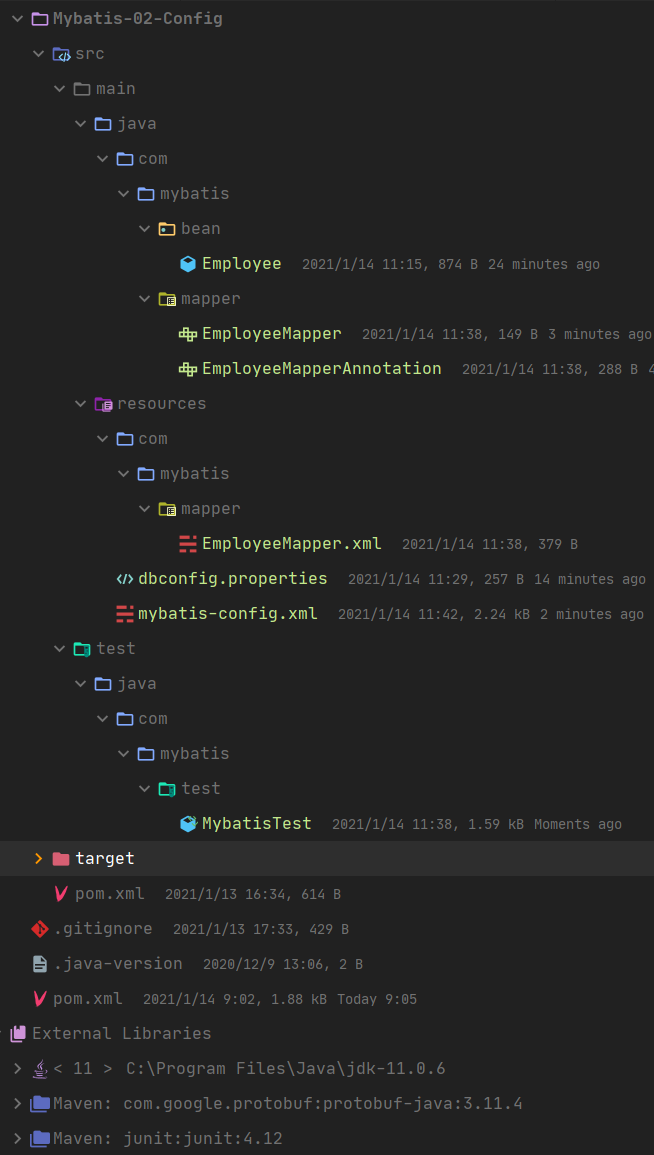 Mybatis-02-Config
src
main
java
com
mybatis
bean
Employee 2021/1/14 11:15, 874 B 24 minutes ago
mapper
EmployeeMapper 2021/1/14 11:38, 149 B 3 minutes ago
EmployeeMapperAnnotation 2021/1/14 11:38, 288 B 4
resources
com
mybatis
mapper
EmployeeMapper.xml 2021/1/14 11:38, 379 B
dbconfig.properties 2021/1/14 11:29, 257 B 14 minutes ago
mybatis-config.xml 2021/1/14 11:42, 2.24 kB 2 minutes ago
test
java
com
mybatis
test
MybatisTest 2021/1/14 11:38, 1.59 kB Moments ago
target
pom.xml 2021/1/13 16:34, 614 B
.gitignore 2021/1/13 17:33, 429 B
.java-version 2020/12/9 13:06, 2 B
pom.xml 2021/1/14 9:02, 1.88 kB Today 9:05
External Libraries
< 11 > C:\Program Files\Java\jdk-11.0.6
Maven: com.google.protobuf:protobuf-java:3.11.4
Maven: junit:junit:4.12